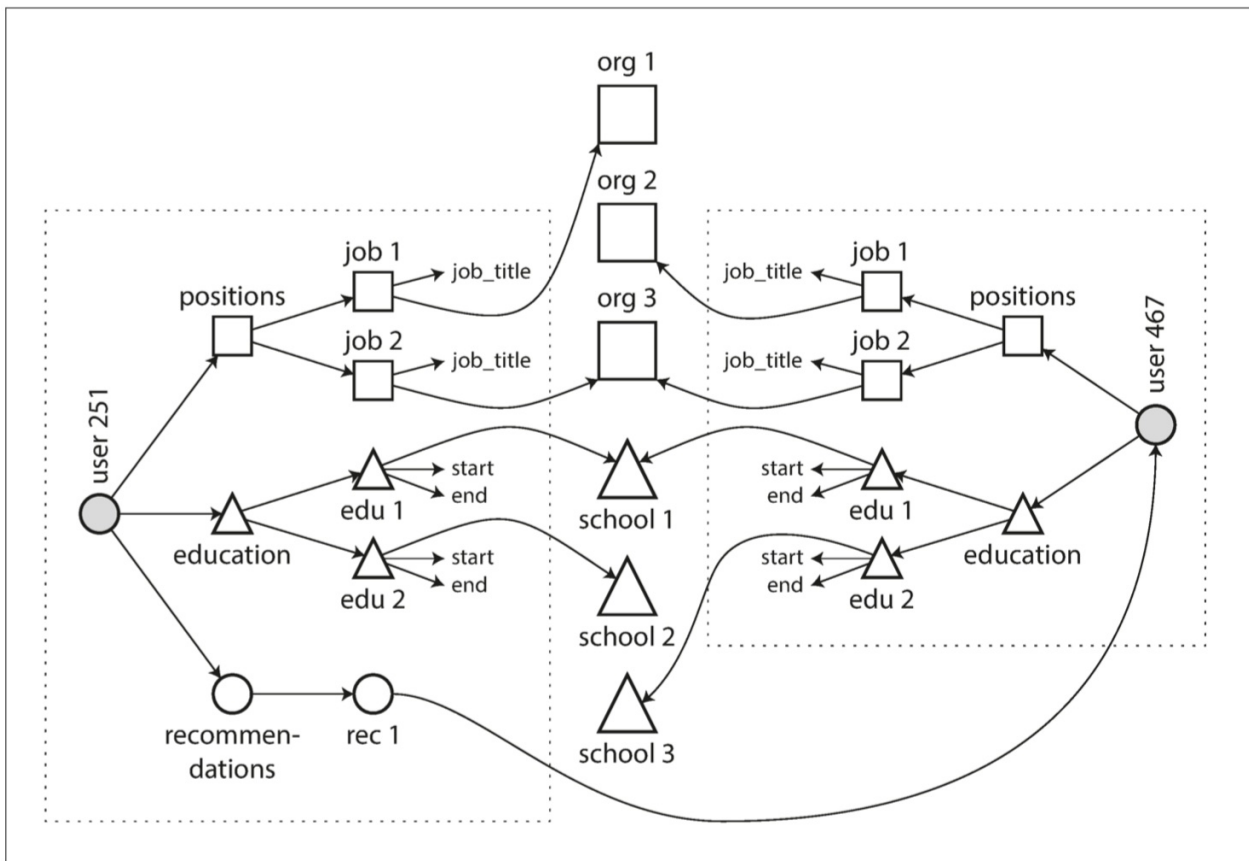 org 1
org 2
org 3
school 1
school 2
school 3
user 251
positions
job 1
job_title
job 2
job_title
education
edu 1
start
end
edu 2
start
end
recommen-
dations
rec 1
user 467
positions
job 1
job_title
job 2
job_title
education
edu 1
start
end
edu 2
start
end